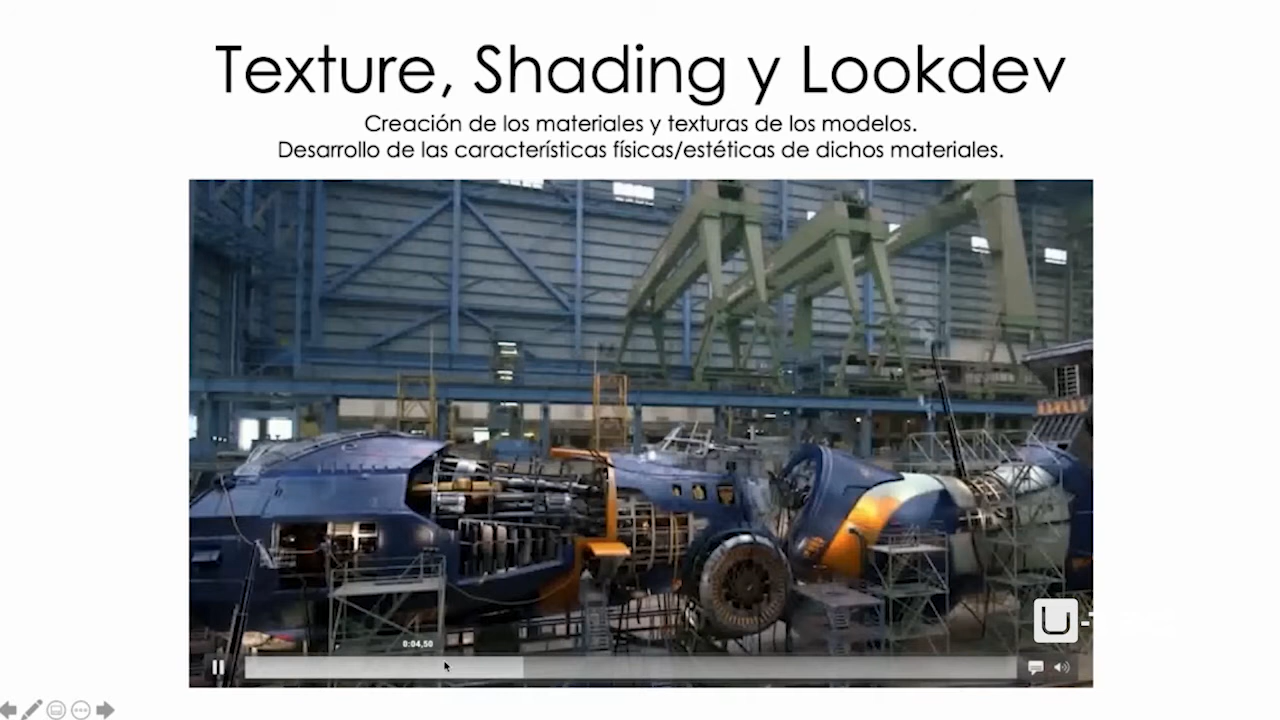 Texture, Shading y Lookdev
Creación de los materiales y texturas de los modelos.
Desarrollo de las características físicas/estéticas de dichos materiales.
0:04,50
U-